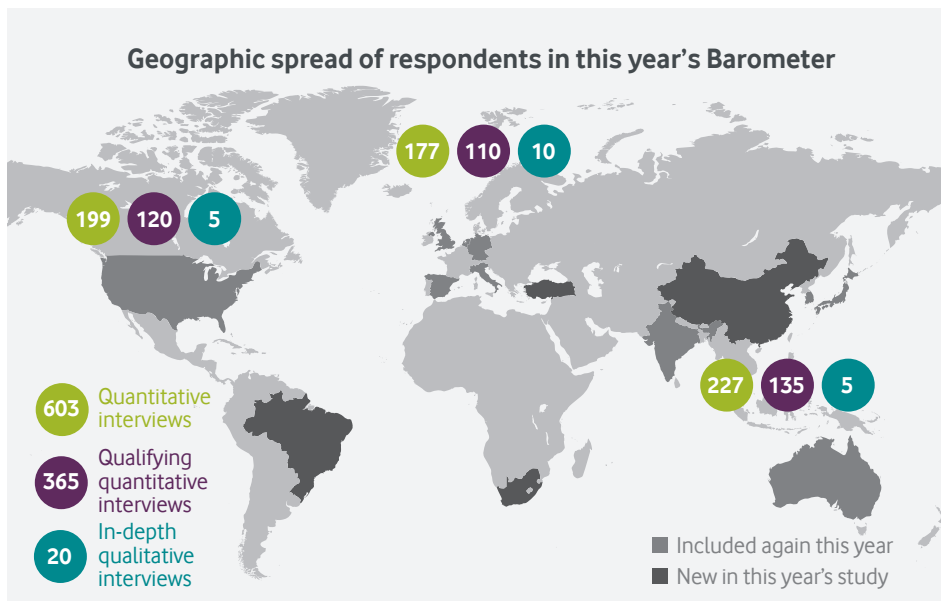 Geographic spread of respondents in this year’s Barometer
177 110 10
199 120 5
227 135 5
603 Quantitative
interviews
365 Qualifying
quantitative
interviews
20 In-depth
qualitative
interviews
Included again this year
New in this year’s study